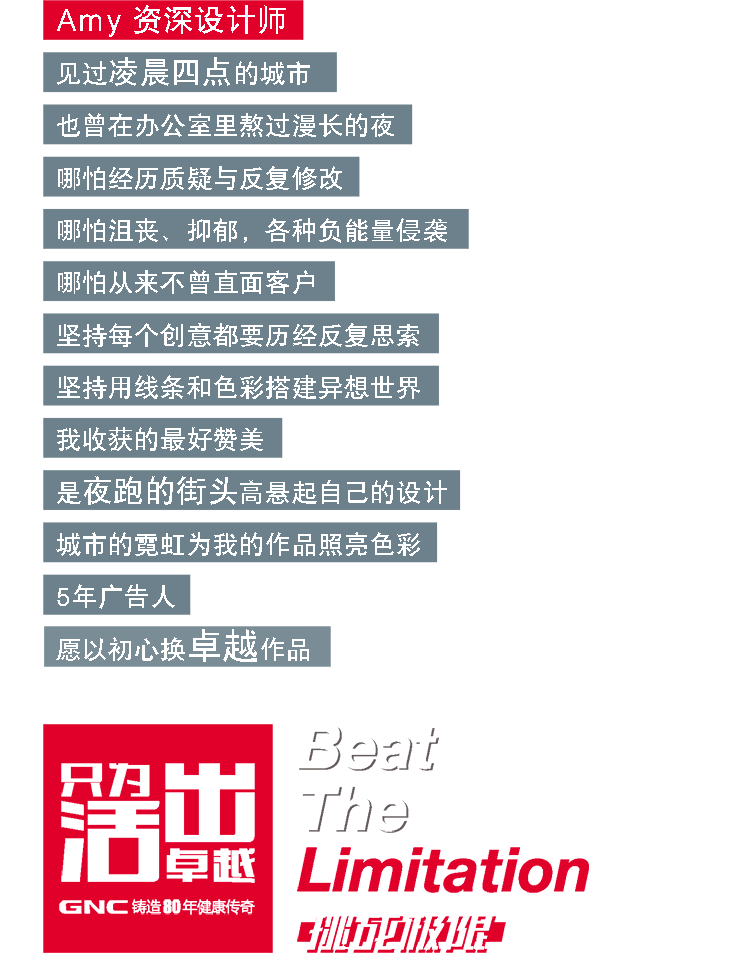 Amy 资深设计师
见过凌晨四点的城市
也曾在办公室里熬过漫长的夜
哪怕经历质疑与反复修改
哪怕沮丧、抑郁，各种负能量侵袭
哪怕从来不曾直面客户
坚持每个创意都要历经反复思索
坚持用线条和色彩搭建异想世界
我收获的最好赞美
是夜跑的街头高悬起自己的设计
城市的霓虹为我的作品照亮色彩
5年广告人
愿以初心换卓越作品
只为
活出
卓越
GNC 铸造80年健康传奇
Beat
The
Limitation
挑战极限